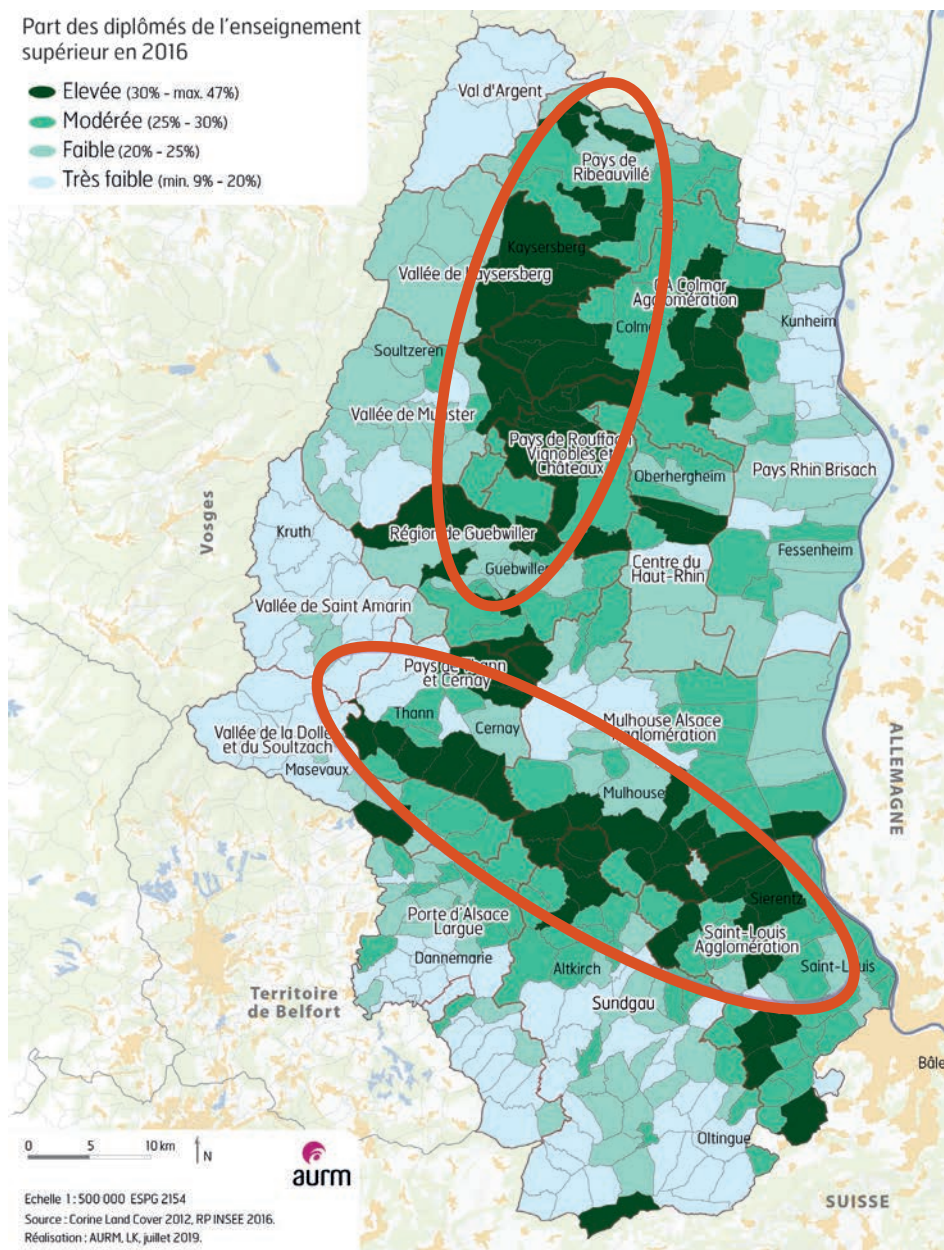 Part des diplômés de l'enseignement
supérieur en 2016
Elevée (30% - max. 47%)
Modérée (25% - 30%)
Faible (20% - 25%)
Très faible (min. 9% - 20%)
Val d'Argent
Pays de
Ribeauvillé
Kaysersberg
Vallée de Kaysersberg
CA Colmar
Agglomération
Colmar
Kunheim
Soultzeren
Vallée de Munster
Pays de Rouffach
Vignobles et
Châteaux
Oberhergheim
Pays Rhin Brisach
Vosges
Kruth
Région de Guebwiller
Guebwiller
Centre du
Haut-Rhin
Fessenheim
Vallée de Saint Amarin
Pays de Thann
et Cernay
Thann
Cernay
Vallée de la Doller
et du Soultzach
Masevaux
Mulhouse Alsace
Agglomération
Mulhouse
ALLEMAGNE
Sierentz
Porte d'Alsace
Largue
Dannemarie
Altkirch
Saint-Louis
Agglomération
Saint-Louis
Sundgau
Territoire
de Belfort
Bâle
Oltingue
SUISSE
0 5 10 km N
aurm
Echelle 1 : 500 000 ESPG 2154
Source : Corine Land Cover 2012, RP INSEE 2016.
Réalisation : AURM, LK, juillet 2019.